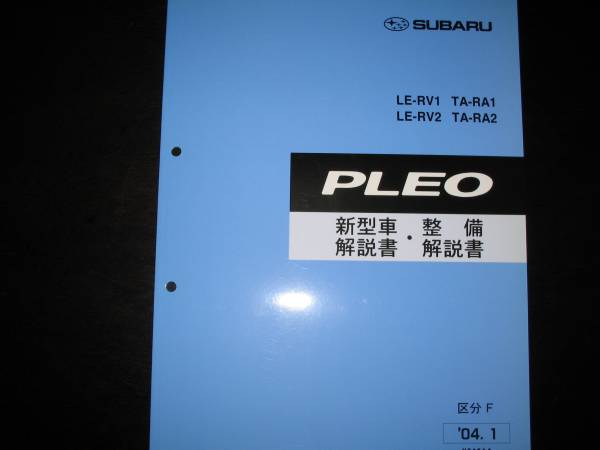 SUBARU
LE-RV1 TA-RA1
LE-RV2 TA-RA2
PLEO
新型車 ・ 整 備
解説書 解説書
区分 F
'04. 1